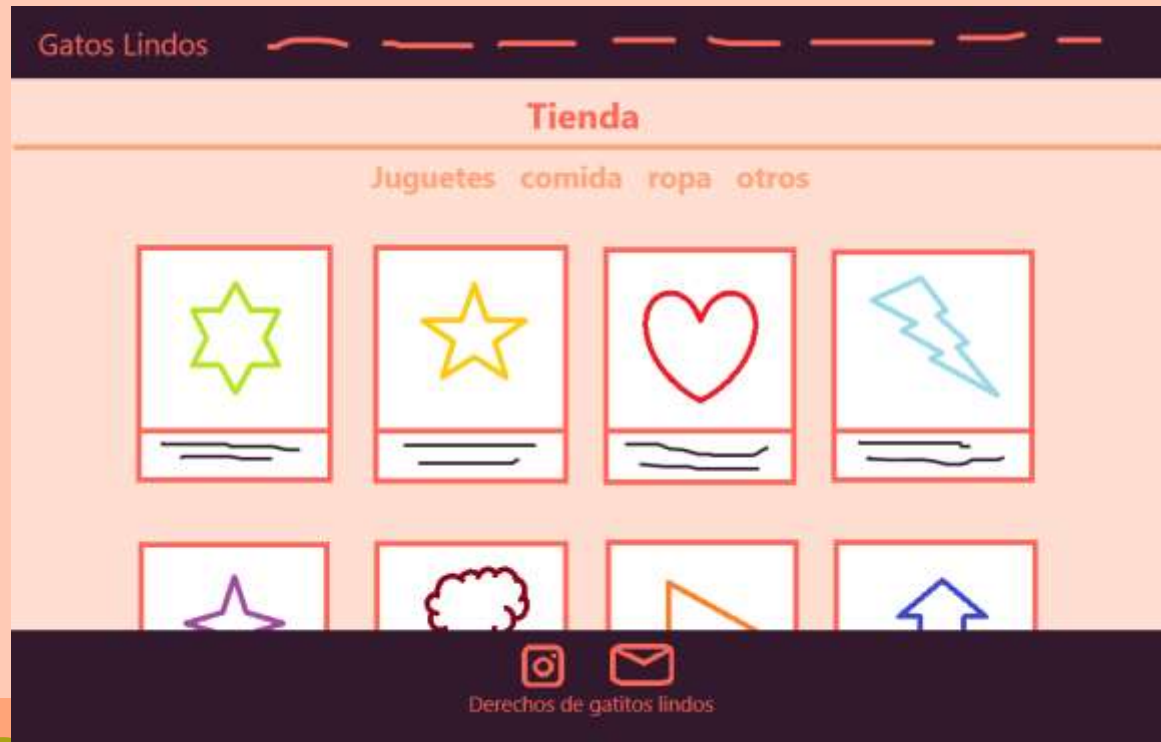 Gatos Lindos
Tienda
Juguetes comida ropa otros
Derechos de gatitos lindos